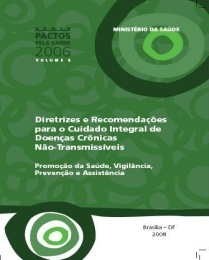 SÉRIE
PACTOS
PELA SAÚDE
2006
VOLUME 8
MINISTÉRIO DA SAÚDE
Diretrizes e Recomendações
para o Cuidado Integral de
Doenças Crônicas
Não-Transmissíveis
Promoção da Saúde, Vigilância,
Prevenção e Assistência
Brasília – DF
2008